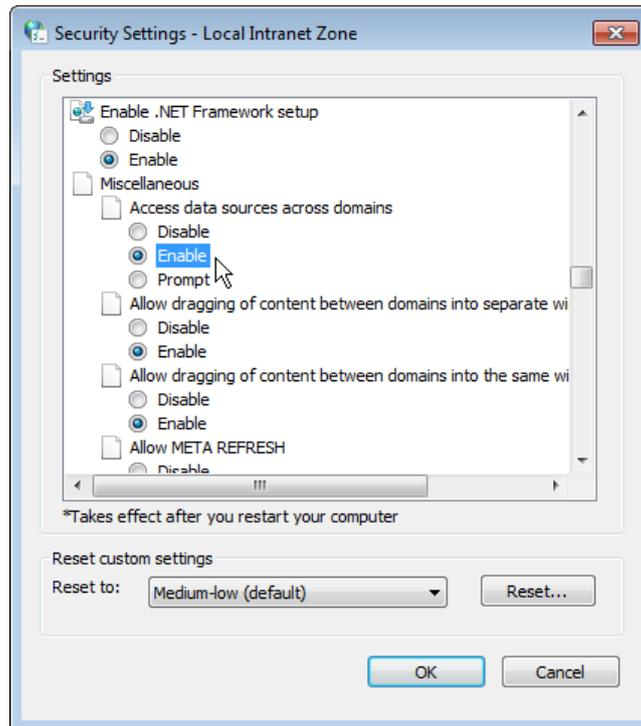 Security Settings - Local Intranet Zone
Settings
Enable .NET Framework setup
Disable
Enable
Miscellaneous
Access data sources across domains
Disable
Enable
Prompt
Allow dragging of content between domains into separate wi
Disable
Enable
Allow dragging of content between domains into the same wi
Disable
Enable
Allow META REFRESH
Disable
*Takes effect after you restart your computer
Reset custom settings
Reset to: Medium-low (default) Reset...
OK Cancel